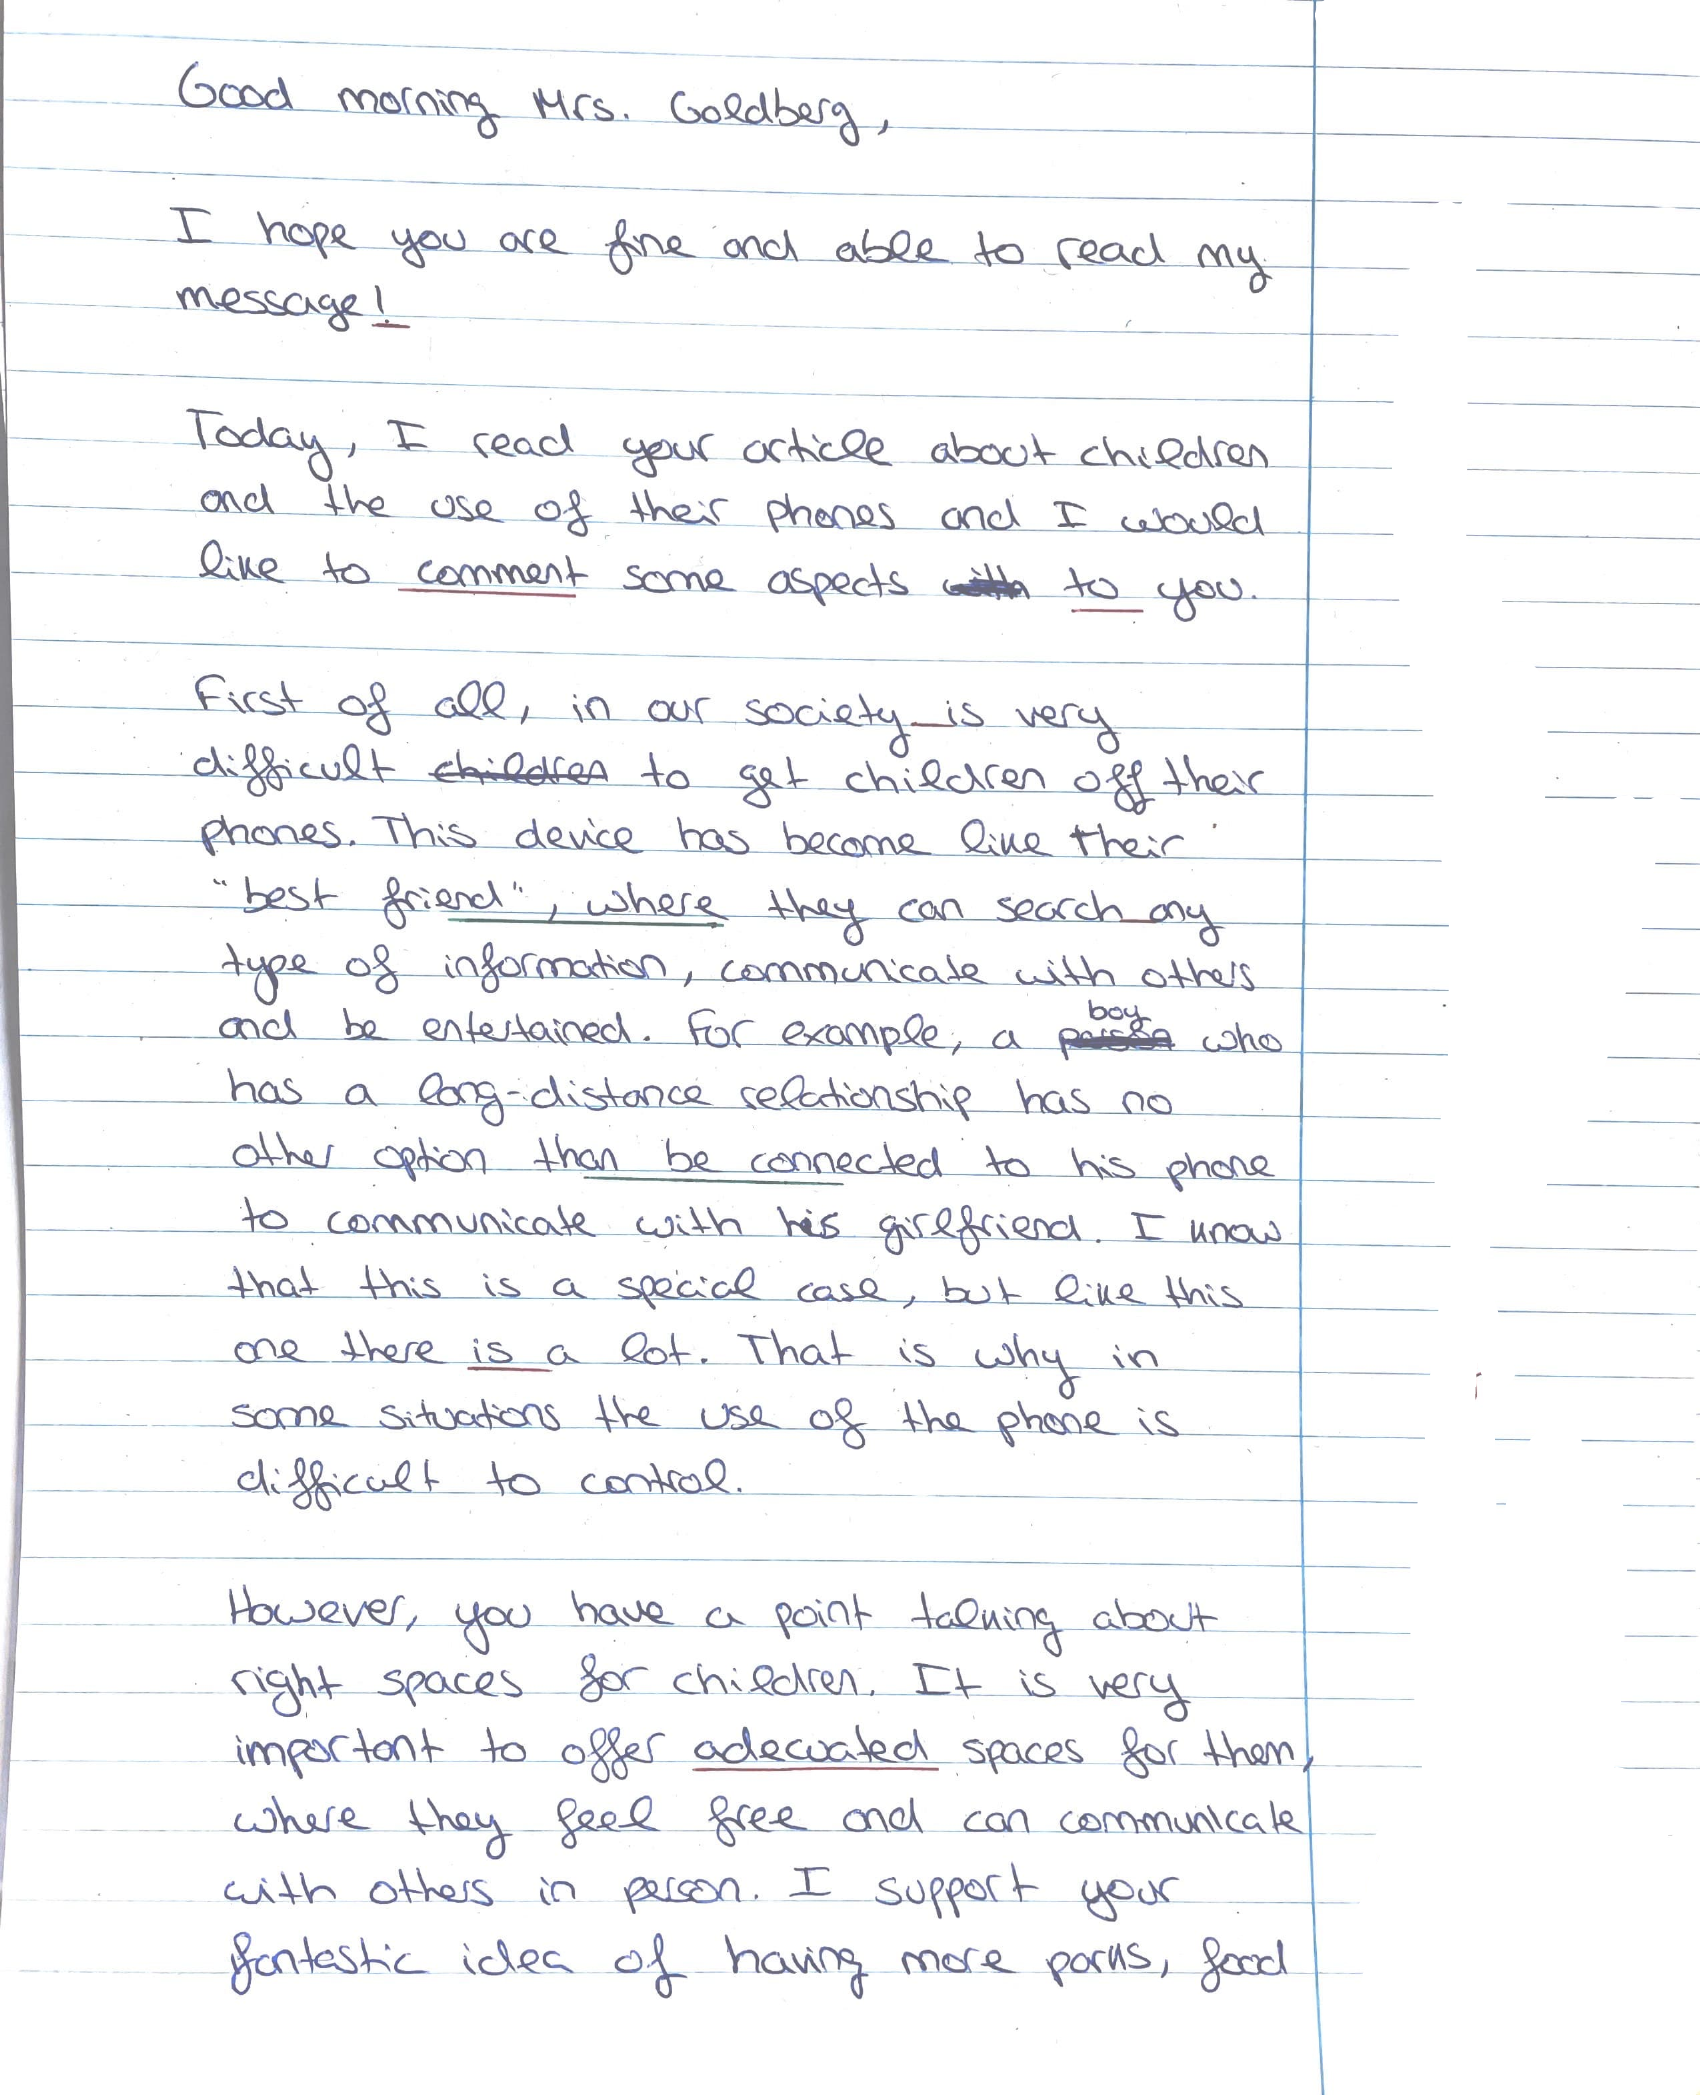 Good morning Mrs. Goldberg,
I hope you are fine and able to read my
message!
Today, I read your article about children
and the use of their phones and I would
like to comment some aspects with to you.
First of all, in our society is very
difficult children to get children off their
phones. This device has become like their
"best friend", where they can search any
type of information, communicate with others
and be entertained. For example, a boy who
has a long-distance relationship has no
other option than be connected to his phone
to communicate with his girlfriend. I know
that this is a special case, but like this
one there is a lot. That is why in
some situations the use of the phone is
difficult to control.
However, you have a point talking about
right spaces for children. It is very
important to offer adecuated spaces for them,
where they feel free and can communicate
with others in person. I support your
fantastic idea of having more parks, food